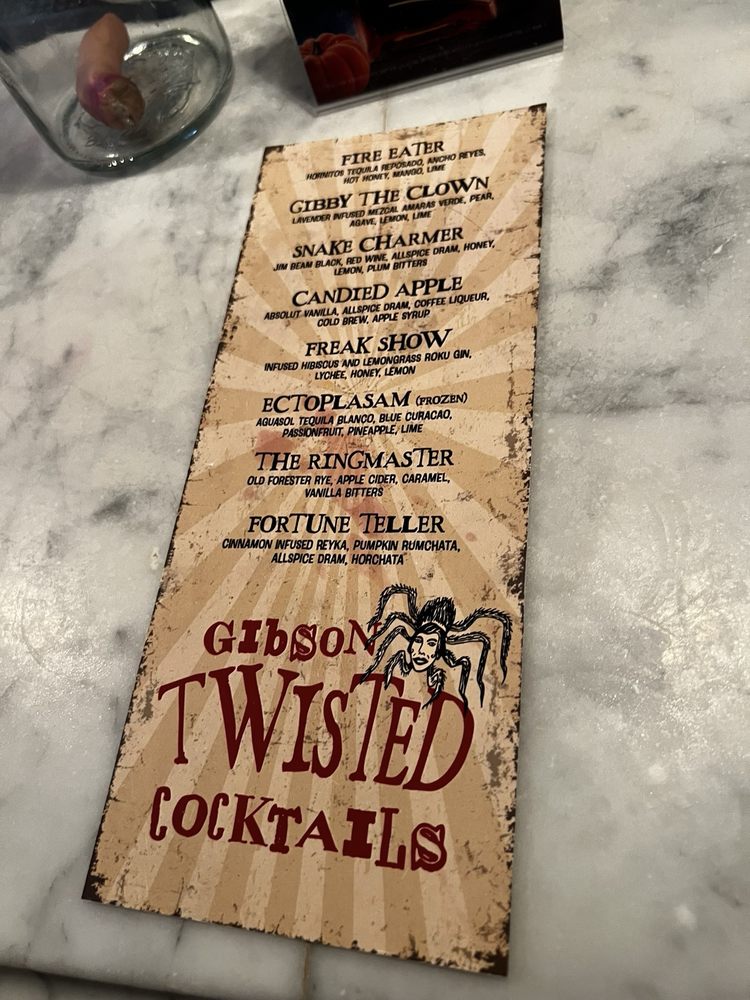 FIRE EATER
HORNITOS TEQUILA REPOSADO, ANCHO REYES,
HOT HONEY, MANGO, LIME
GIBBY THE CLOWN
LAVENDER INFUSED MEZCAL AMARAS VERDE, PEAR,
AGAVE, LEMON, LIME
SNAKE CHARMER
JIM BEAM BLACK, RED WINE, ALLSPICE DRAM, HONEY,
LEMON, PLUM BITTERS
CANDIED APPLE
ABSOLUT VANILLA, ALLSPICE DRAM, COFFEE LIQUEUR,
COLD BREW, APPLE SYRUP
FREAK SHOW
INFUSED HIBISCUS AND LEMONGRASS ROKU GIN,
LYCHEE, HONEY, LEMON
ECTOPLASAM (FROZEN)
AGUASOL TEQUILA BLANCO, BLUE CURACAO,
PASSIONFRUIT, PINEAPPLE, LIME
THE RINGMASTER
OLD FORESTER RYE, APPLE CIDER, CARAMEL,
VANILLA BITTERS
FORTUNE TELLER
CINNAMON INFUSED REYKA, PUMPKIN RUMCHATA,
ALLSPICE DRAM, HORCHATA
GIbSON
TWISTED
COCKTAILS